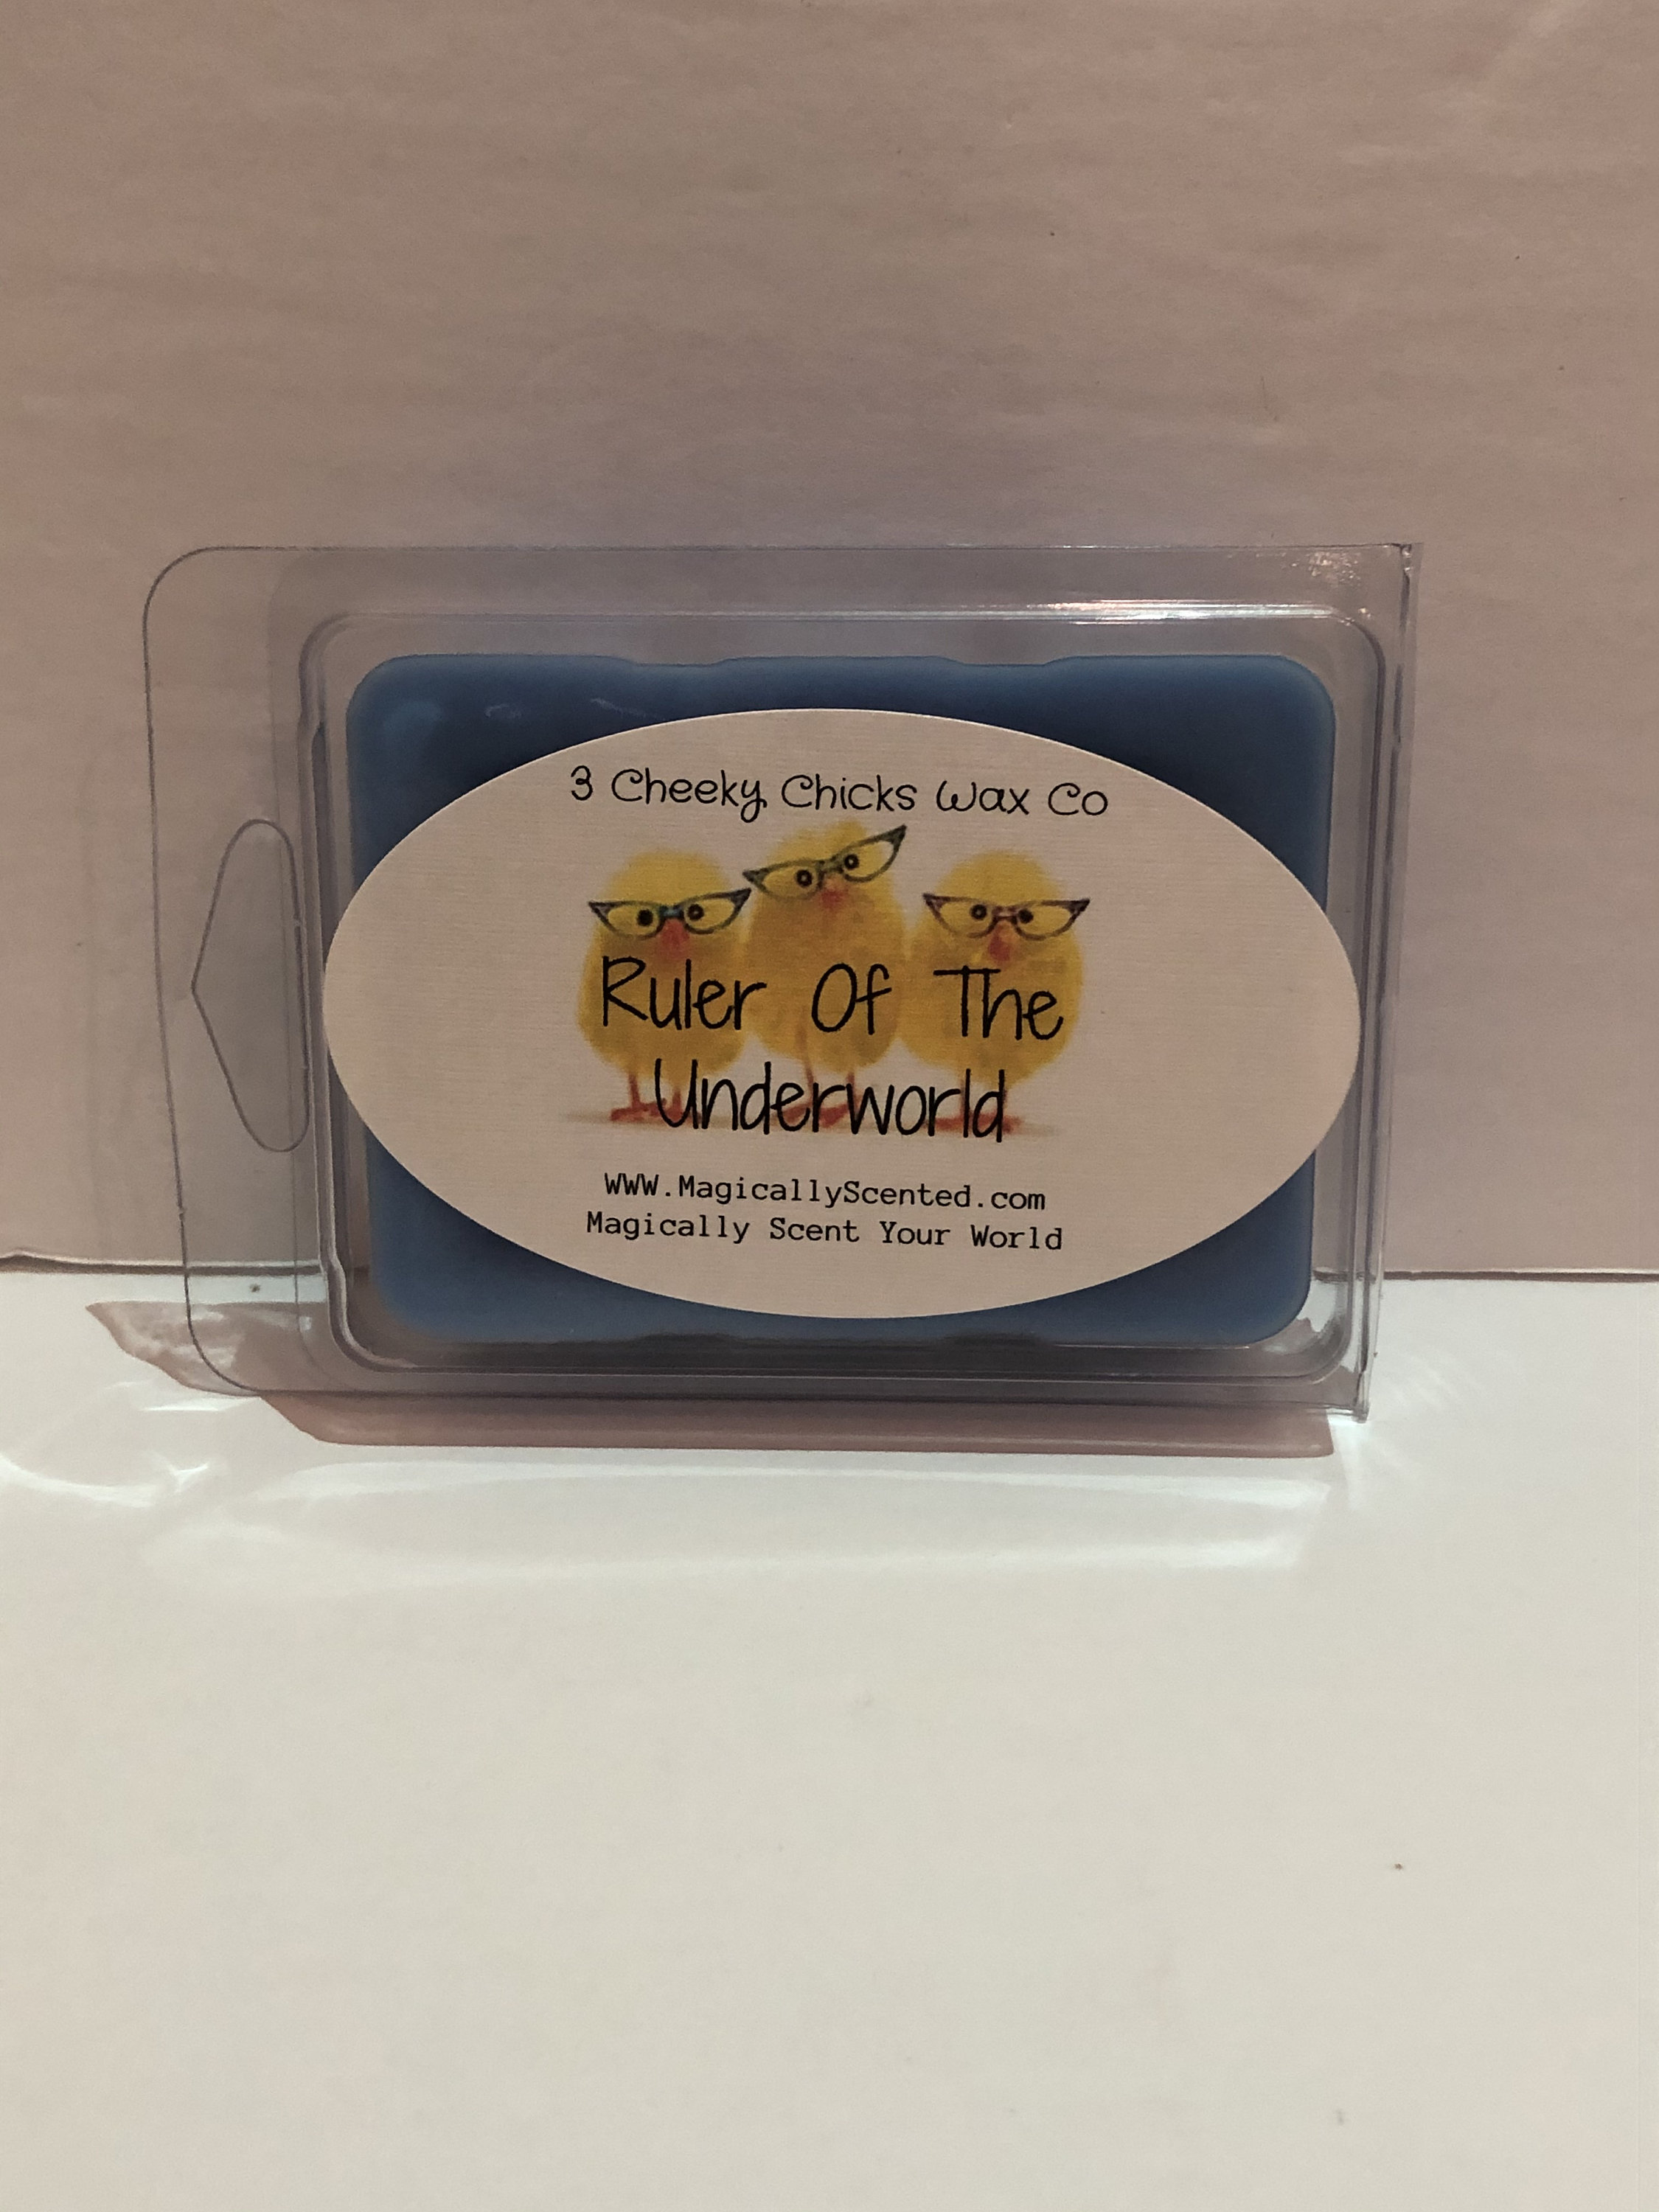 3 Cheeky Chicks Wax Co
Ruler Of The
Underworld
WWW.MagicallyScented.com
Magically Scent Your World